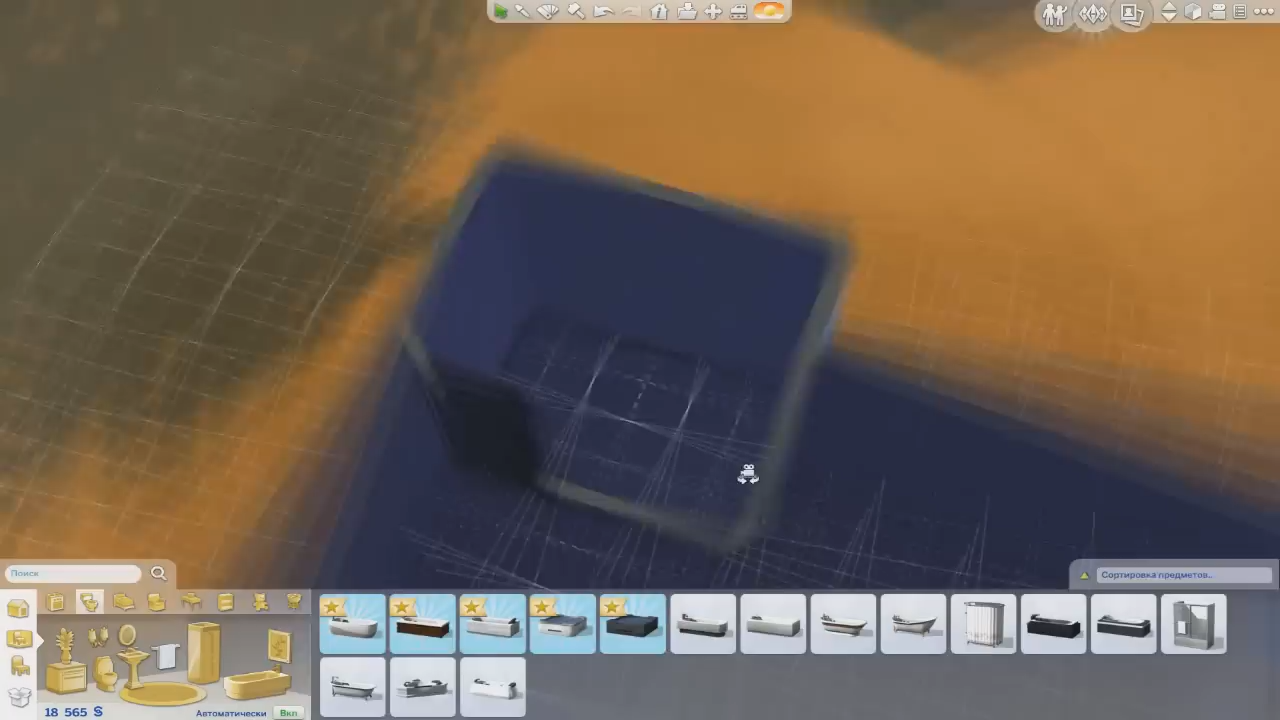 Поиск
Сортировка предметов..
18 565 $
Автоматически
Вкл